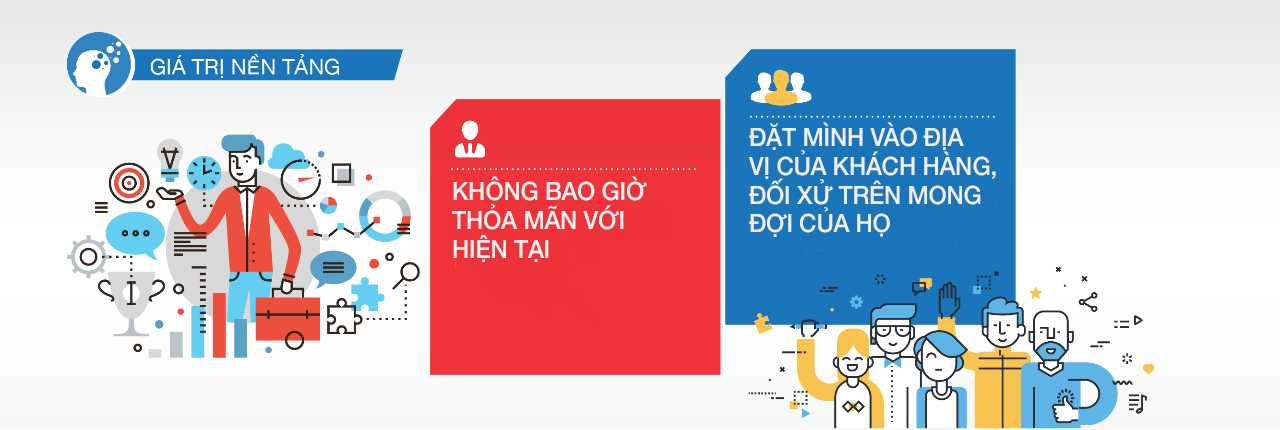 GIÁ TRỊ NỀN TẢNG
KHÔNG BAO GIỜ
THỎA MÃN VỚI
HIỆN TẠI
ĐẶT MÌNH VÀO ĐỊA
VỊ CỦA KHÁCH HÀNG,
ĐỐI XỬ TRÊN MONG
ĐỢI CỦA HỌ